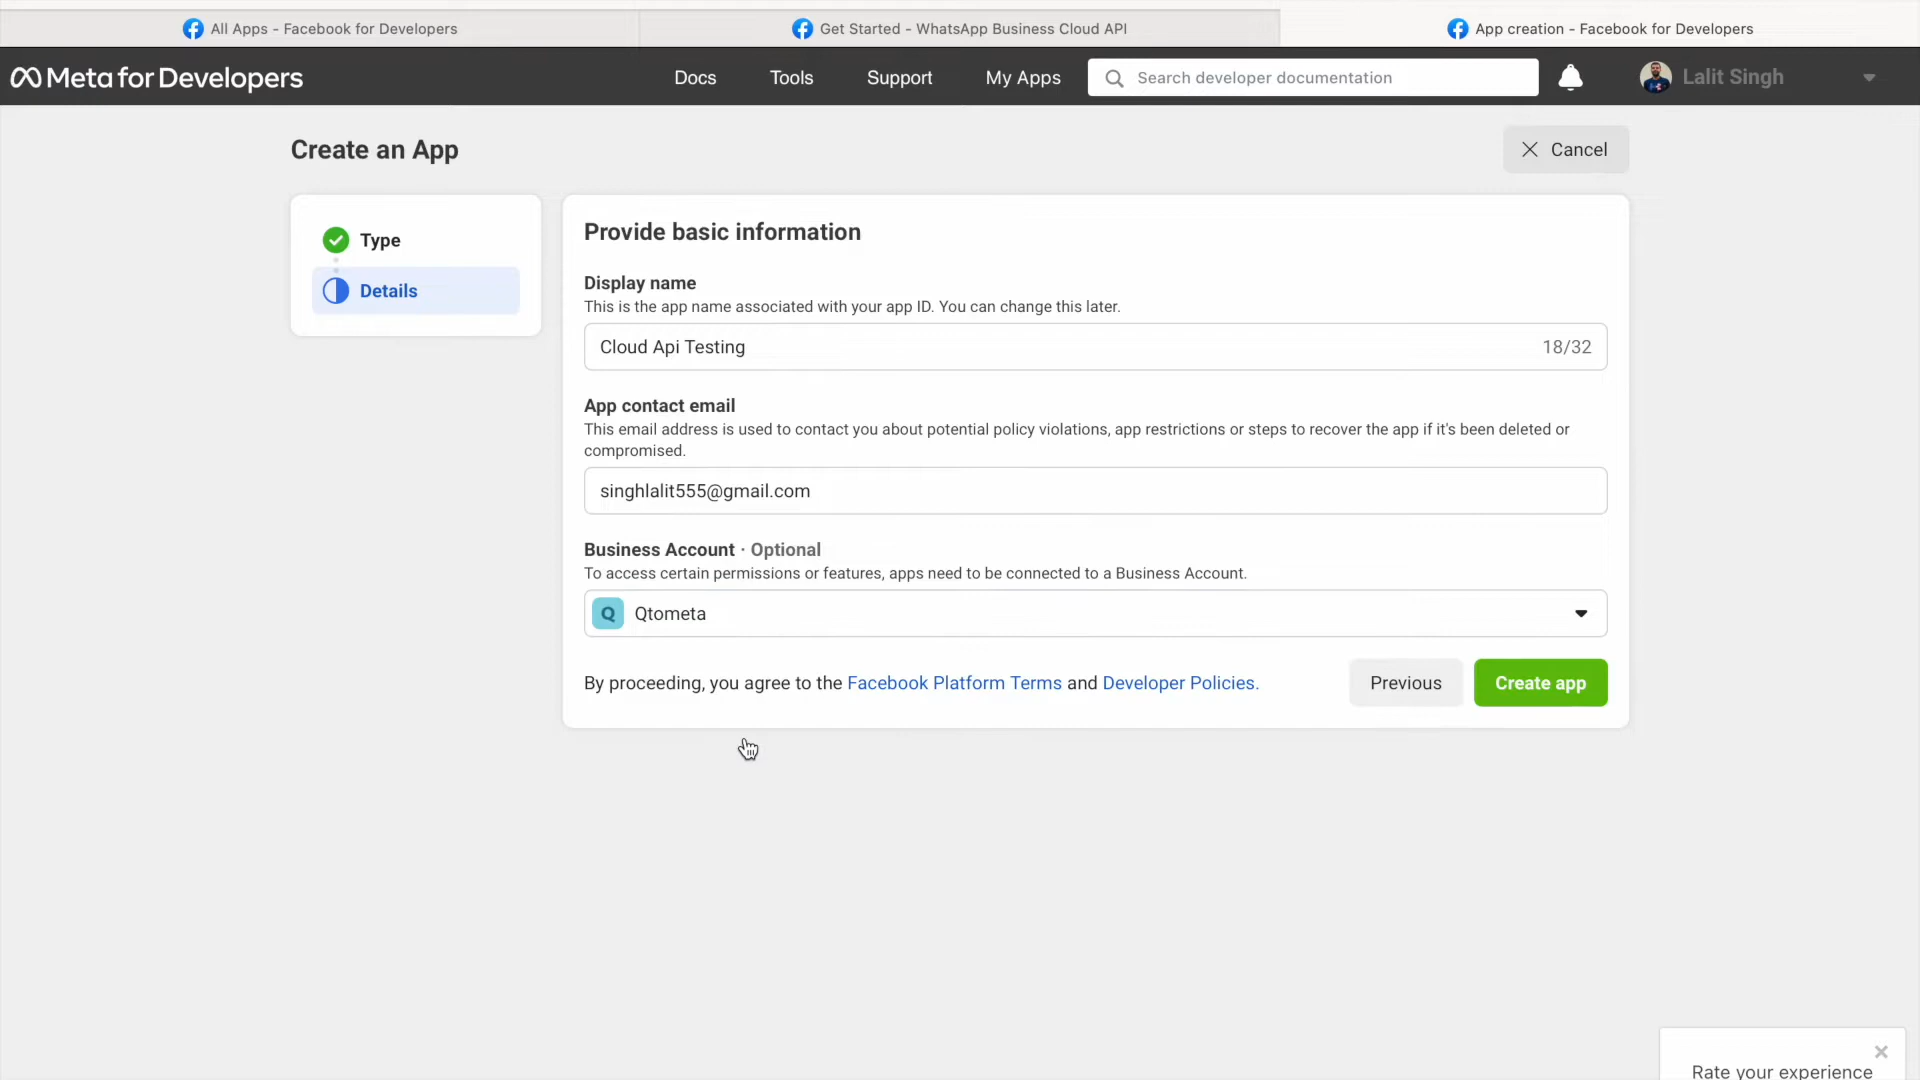 All Apps - Facebook for Developers
Get Started - WhatsApp Business Cloud API
App creation - Facebook for Developers
Meta for Developers
Docs
Tools
Support
My Apps
Search developer documentation
Lalit Singh
Create an App
Cancel
Type
Details
Provide basic information
Display name
This is the app name associated with your app ID. You can change this later.
Cloud Api Testing
18/32
App contact email
This email address is used to contact you about potential policy violations, app restrictions or steps to recover the app if it's been deleted or
compromised.
singhlalit555@gmail.com
Business Account · Optional
To access certain permissions or features, apps need to be connected to a Business Account.
Q Qtometa
By proceeding, you agree to the Facebook Platform Terms and Developer Policies.
Previous
Create app
Rate your experience